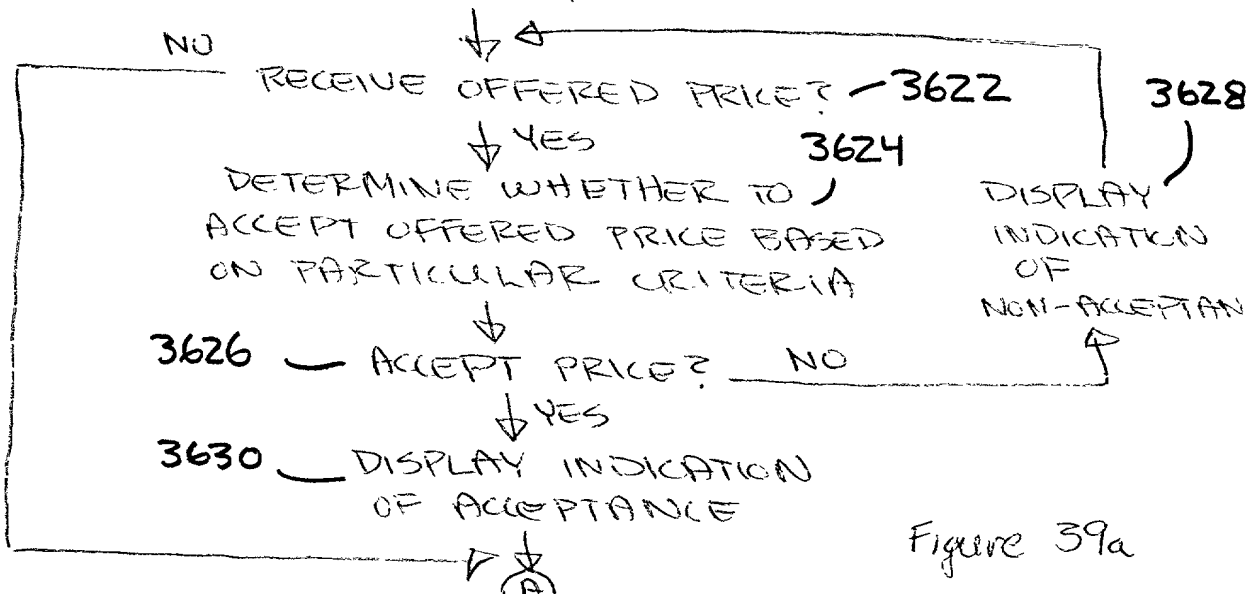 NO
RECEIVE OFFERED PRICE? 3622
3628
YES
3624
DETERMINE WHETHER TO
ACCEPT OFFERED PRICE BASED
ON PARTICULAR CRITERIA
DISPLAY
INDICATION
OF
NON-ACCEPTAN
3626 ACCEPT PRICE? NO
YES
3630 DISPLAY INDICATION
OF ACCEPTANCE
Figure 39a
A